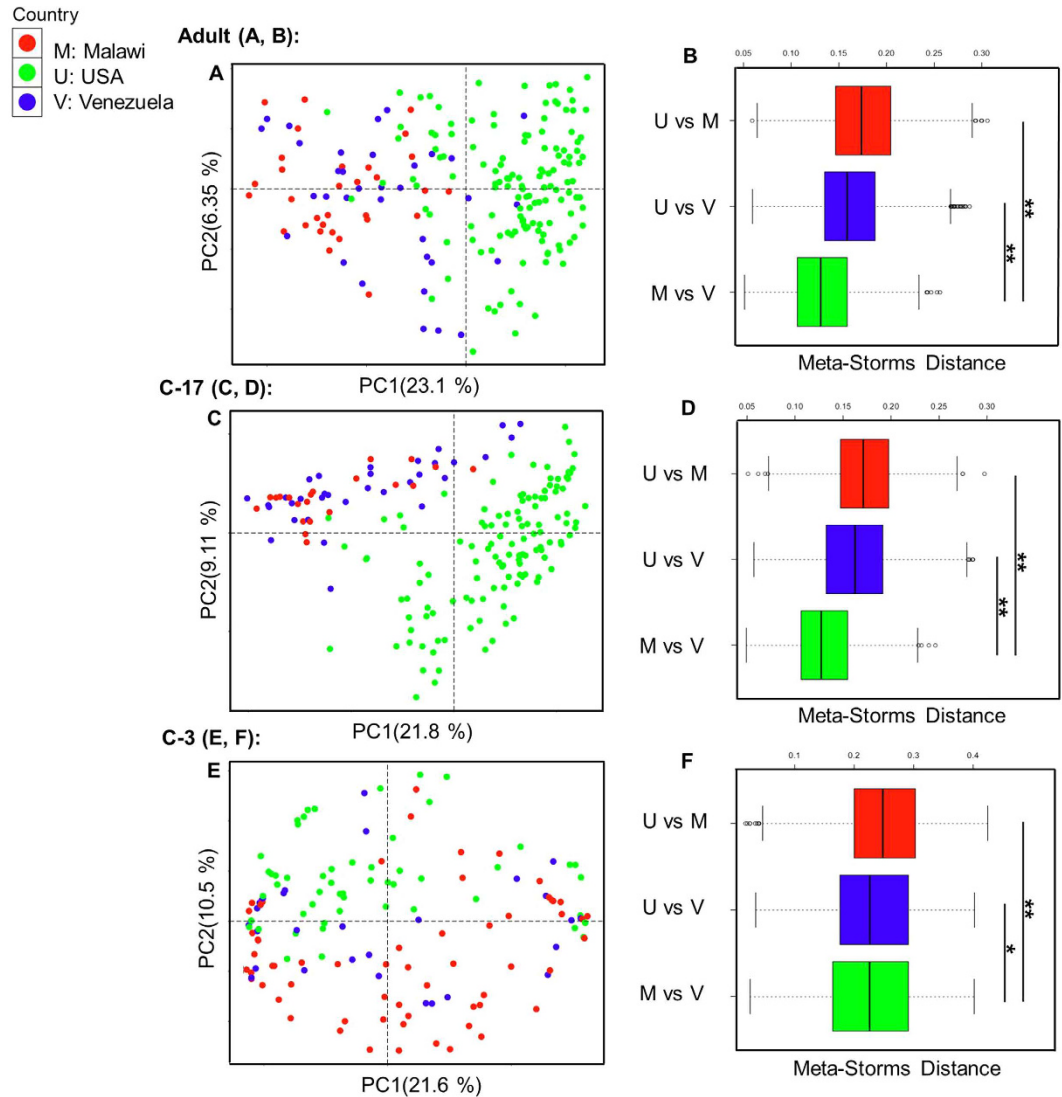 Country
M: Malawi
U: USA
V: Venezuela
Adult (A, B):
A
PC2(6.35 %)
PC1(23.1 %)
B
0.05 0.10 0.15 0.20 0.25 0.30
U vs M
U vs V
M vs V
**
**
Meta-Storms Distance
C-17 (C, D):
C
PC2(9.11 %)
PC1(21.8 %)
D
0.05 0.10 0.15 0.20 0.25 0.30
U vs M
U vs V
M vs V
**
**
Meta-Storms Distance
C-3 (E, F):
E
PC2(10.5 %)
PC1(21.6 %)
F
0.1 0.2 0.3 0.4
U vs M
U vs V
M vs V
*
**
Meta-Storms Distance